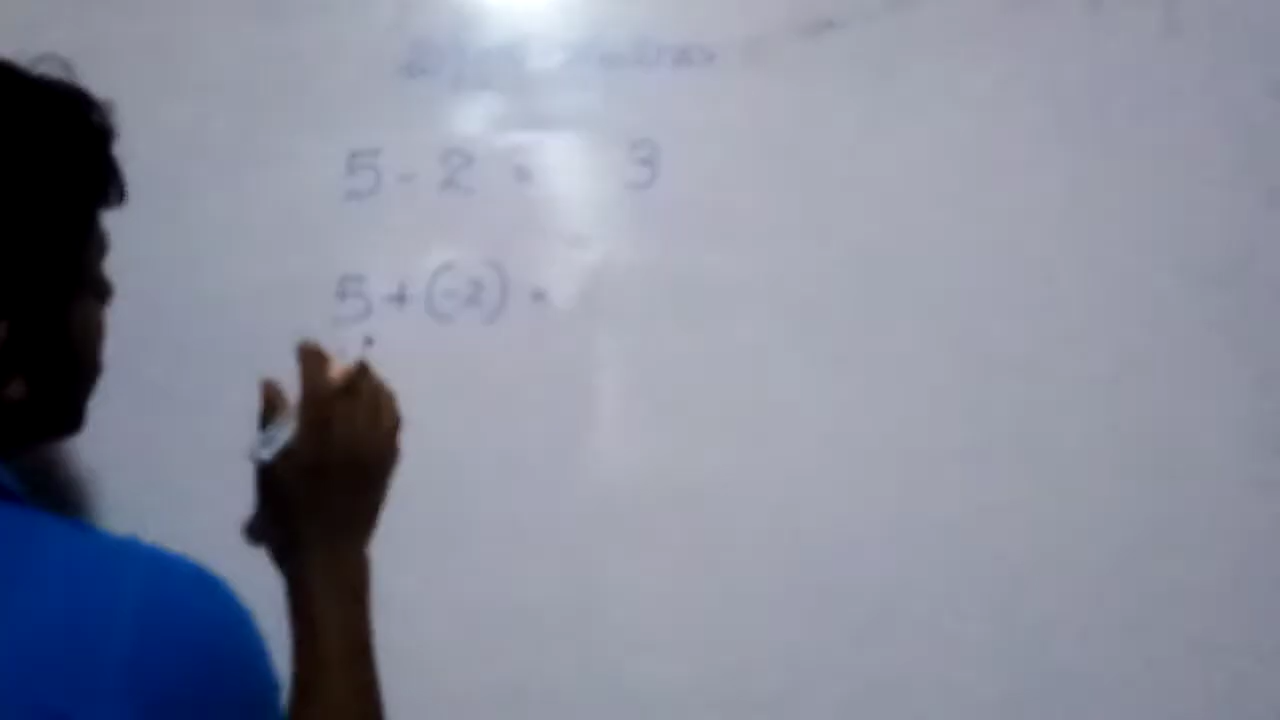 5 - 2 = 3
5 + (-2) =